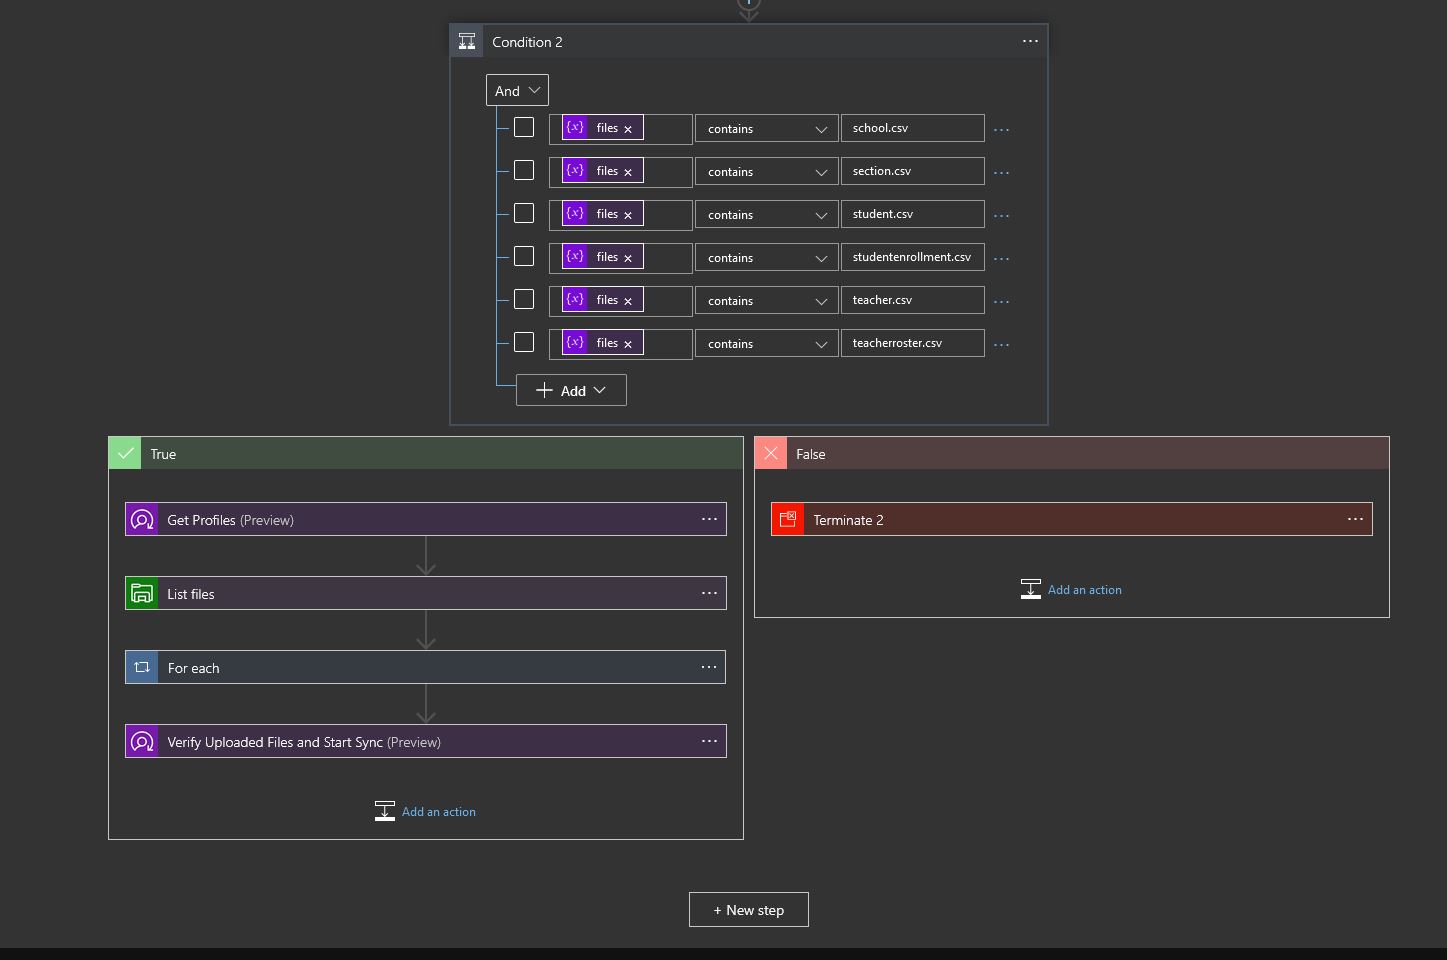 Condition 2
And
{x} files × contains school.csv
{x} files × contains section.csv
{x} files × contains student.csv
{x} files × contains studentenrollment.csv
{x} files × contains teacher.csv
{x} files × contains teacherroster.csv
+ Add
True
Get Profiles (Preview)
List files
For each
Verify Uploaded Files and Start Sync (Preview)
Add an action
False
Terminate 2
Add an action
+ New step